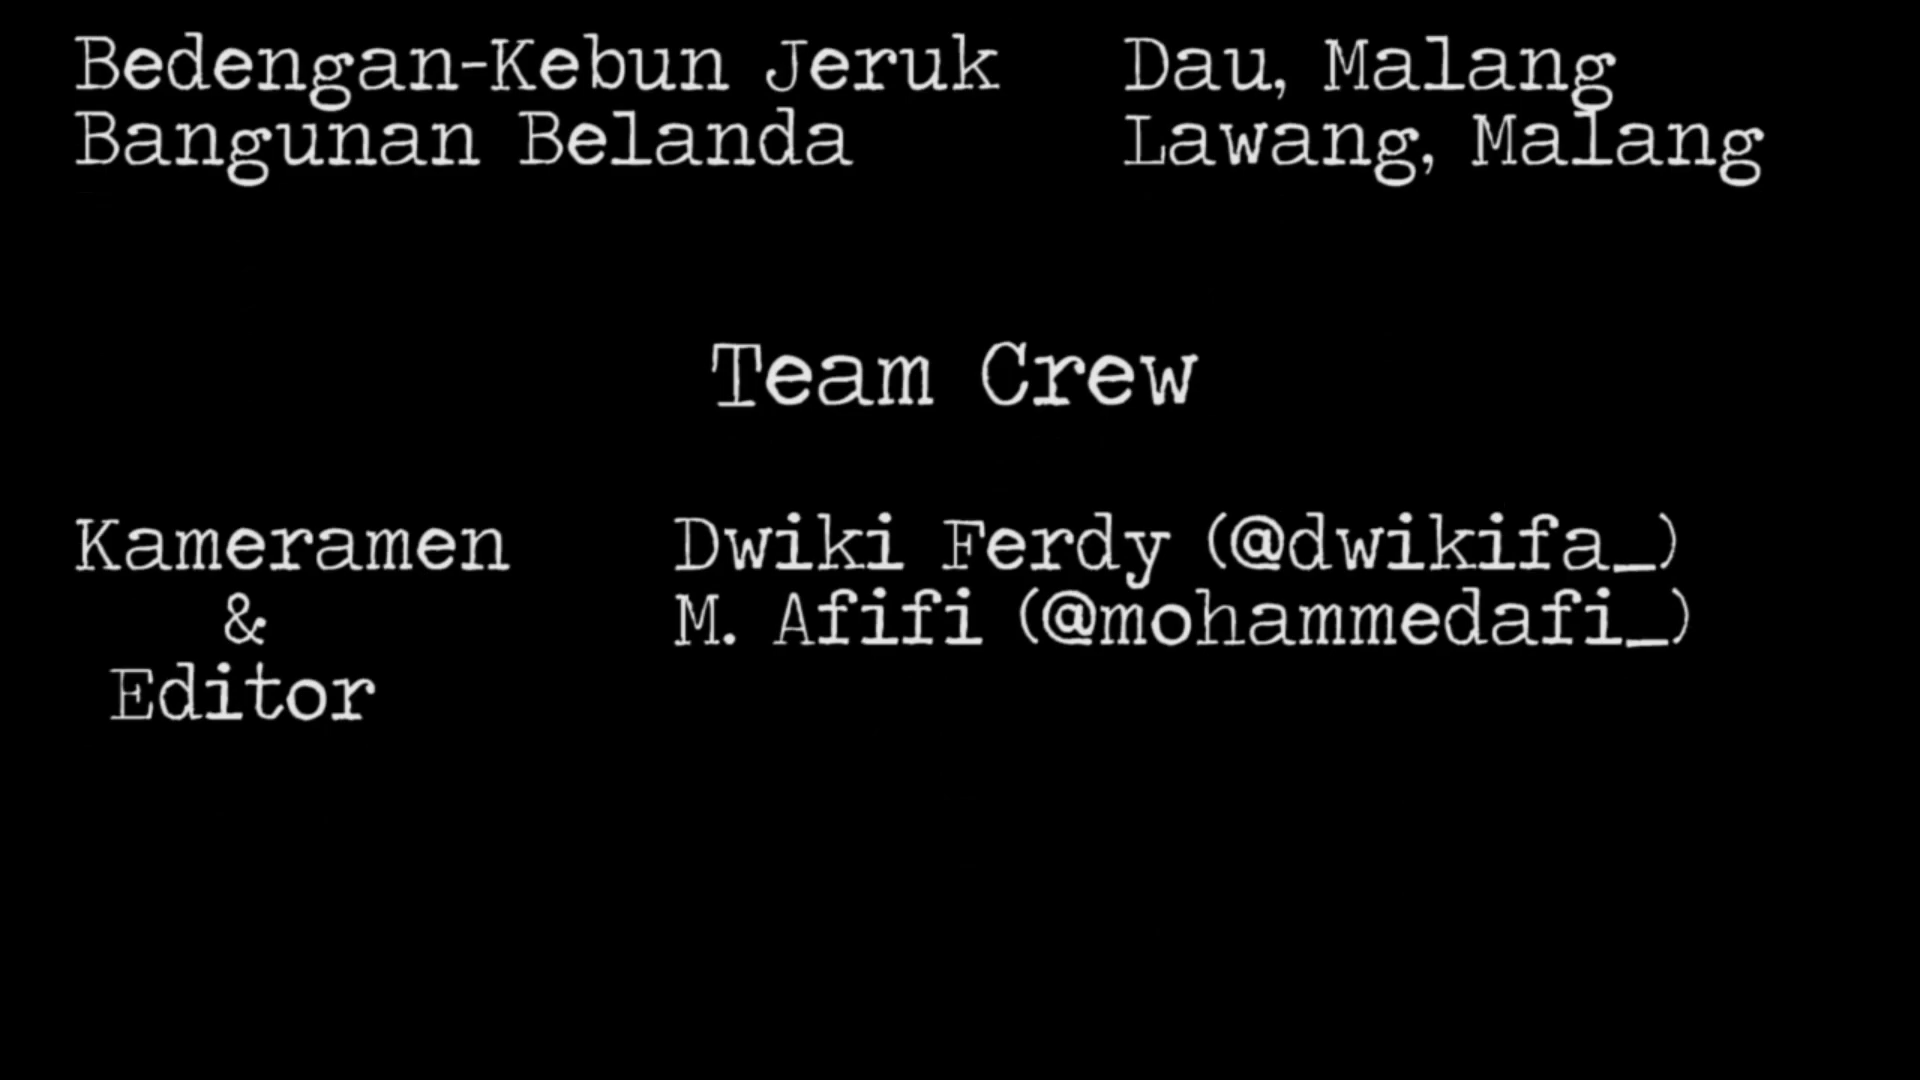 Bedengan-Kebun Jeruk Dau, Malang
Bangunan Belanda Lawang, Malang
Team Crew
Kameramen Dwiki Ferdy (@dwikifa_)
& M. Afifi (@mohammedafi_)
Editor